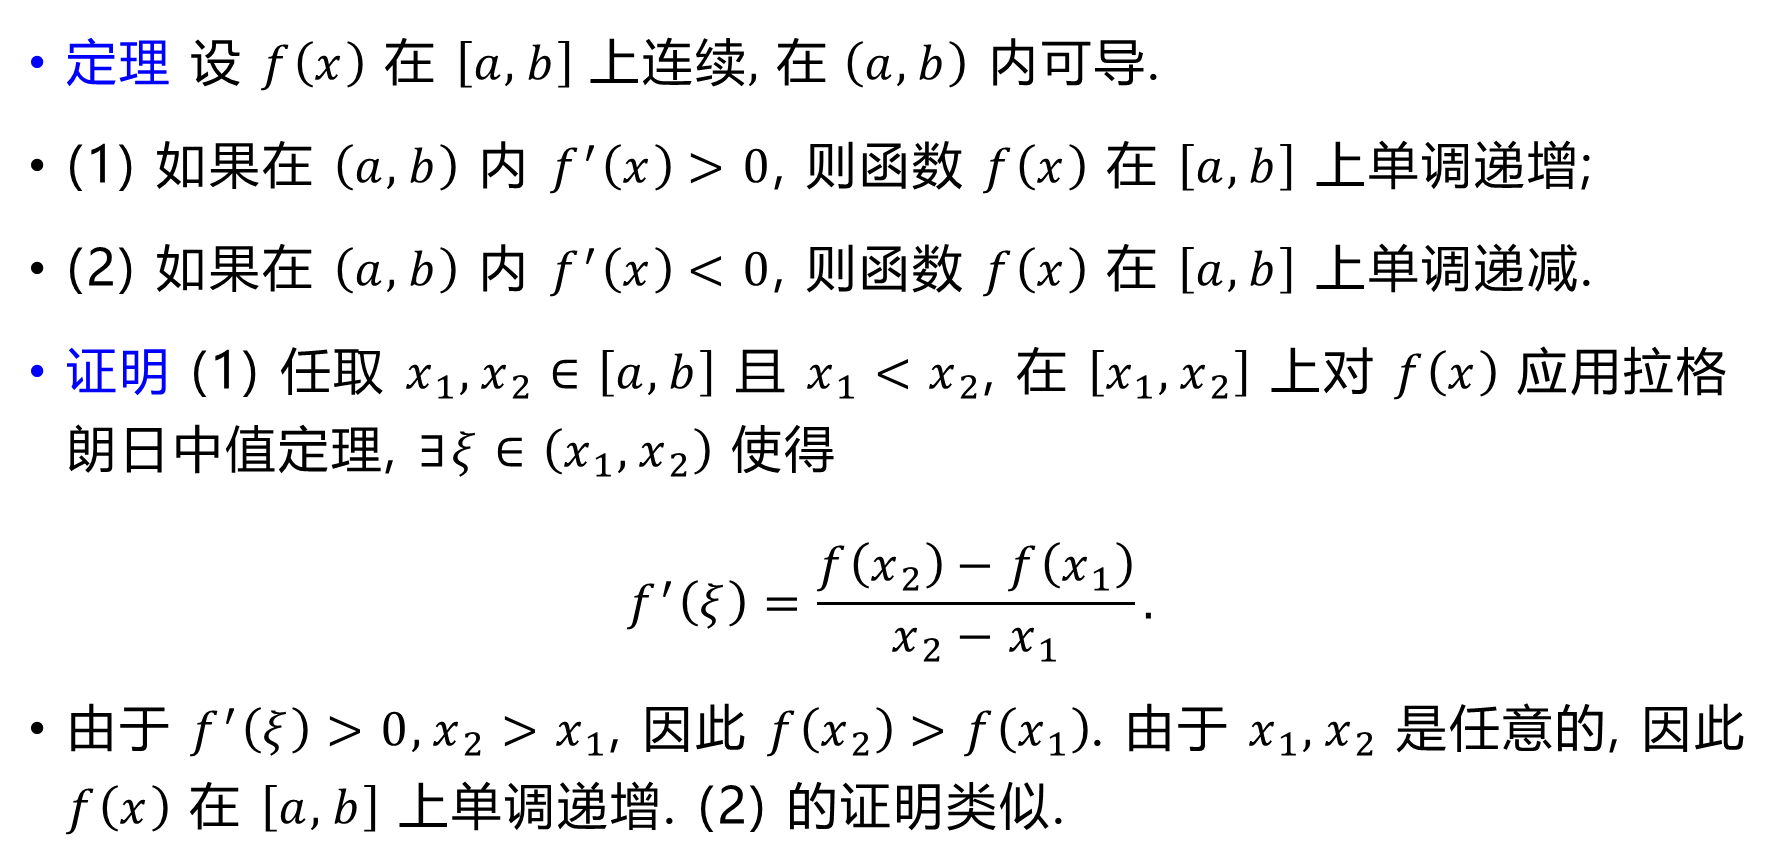 • 定理 设 f(x) 在 [a, b] 上连续, 在 (a, b) 内可导.
• (1) 如果在 (a, b) 内 f′(x) > 0, 则函数 f(x) 在 [a, b] 上单调递增;
• (2) 如果在 (a, b) 内 f′(x) < 0, 则函数 f(x) 在 [a, b] 上单调递减.
• 证明 (1) 任取 x₁, x₂ ∈ [a, b] 且 x₁ < x₂, 在 [x₁, x₂] 上对 f(x) 应用拉格
朗日中值定理, ∃ξ ∈ (x₁, x₂) 使得
f′(ξ) = (f(x₂) − f(x₁)) / (x₂ − x₁).
• 由于 f′(ξ) > 0, x₂ > x₁, 因此 f(x₂) > f(x₁). 由于 x₁, x₂ 是任意的, 因此
f(x) 在 [a, b] 上单调递增. (2) 的证明类似.